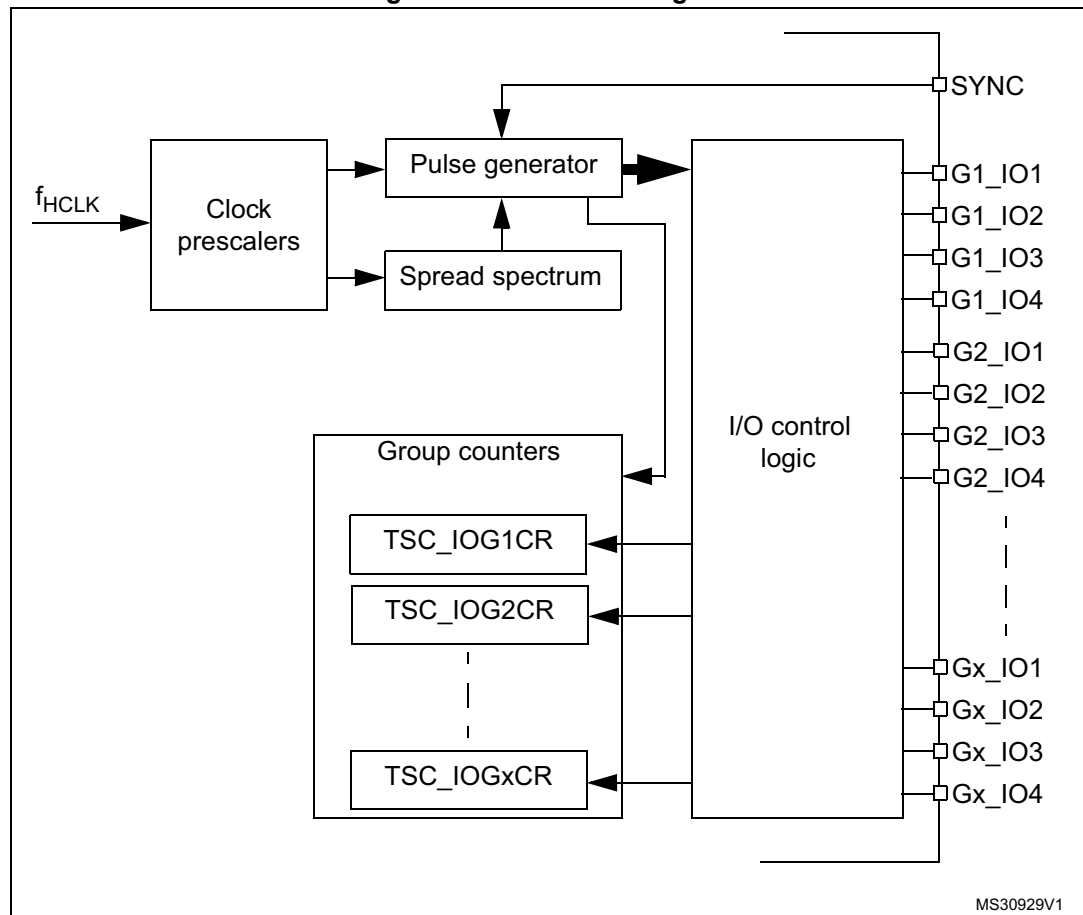 SYNC
Pulse generator
G1_IO1
fHCLK
Clock
prescalers
G1_IO2
G1_IO3
Spread spectrum
G1_IO4
G2_IO1
G2_IO2
I/O control
logic
G2_IO3
Group counters
G2_IO4
TSC_IOG1CR
TSC_IOG2CR
Gx_IO1
Gx_IO2
Gx_IO3
TSC_IOGxCR
Gx_IO4
MS30929V1